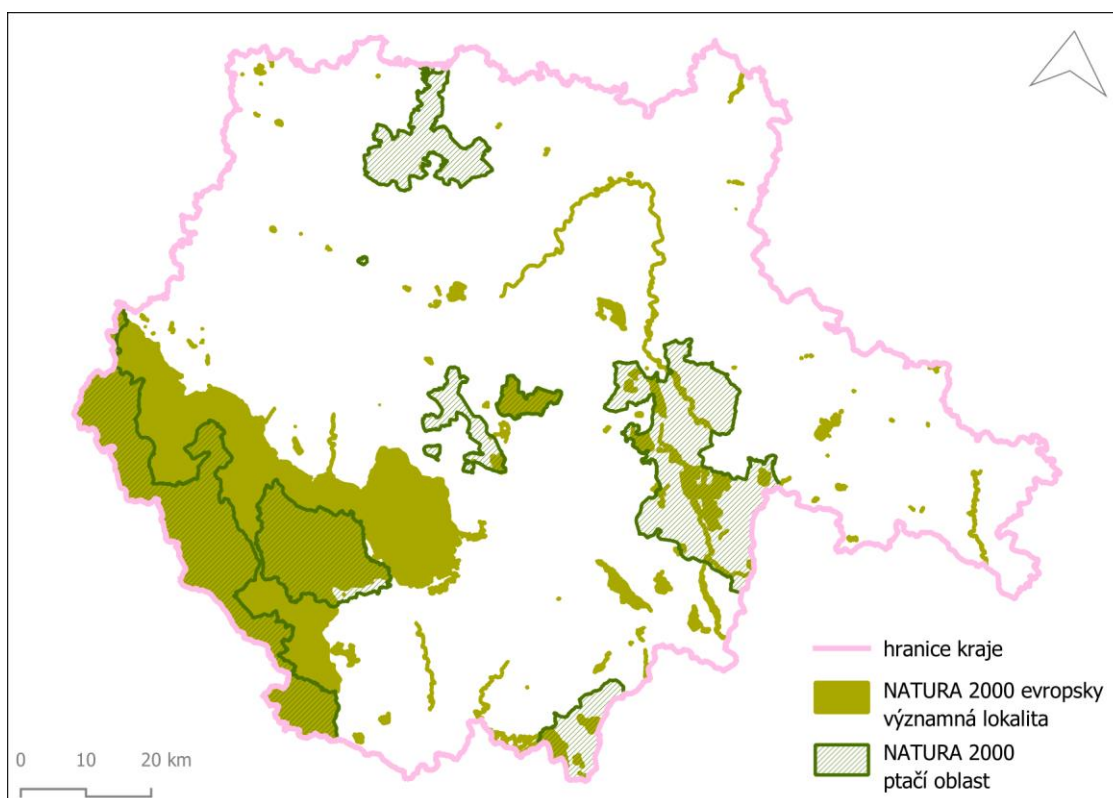 hranice kraje
NATURA 2000 evropsky
významná lokalita
NATURA 2000
ptačí oblast
0 10 20 km